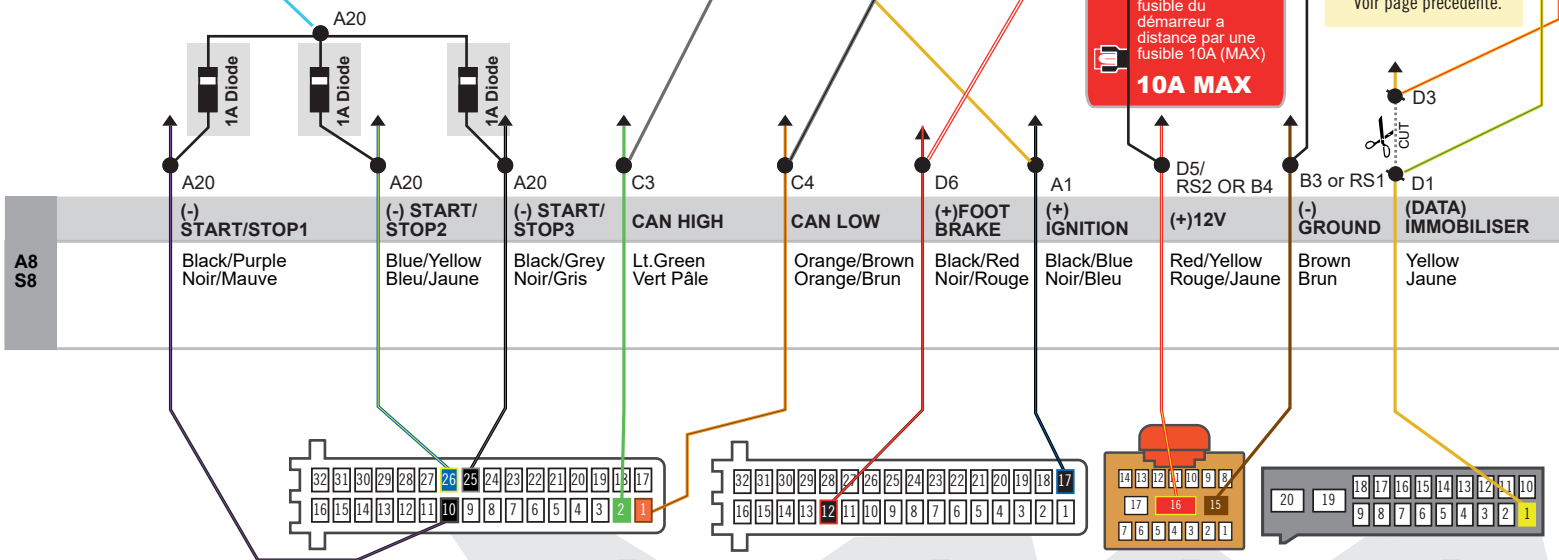 A20
fusible du
démarreur a
distance par une
fusible 10A (MAX)
10A MAX
Voir page précédente.
1A Diode
1A Diode
1A Diode
D3
CUT
A20
A20
A20
C3
C4
D6
A1
D5/
RS2 OR B4
B3 or RS1
D1
A8
S8
(-)
START/STOP1
(-) START/
STOP2
(-) START/
STOP3
CAN HIGH
CAN LOW
(+)FOOT
BRAKE
(+)
IGNITION
(+)12V
(-)
GROUND
(DATA)
IMMOBILISER
Black/Purple
Noir/Mauve
Blue/Yellow
Bleu/Jaune
Black/Grey
Noir/Gris
Lt.Green
Vert Pâle
Orange/Brown
Orange/Brun
Black/Red
Noir/Rouge
Black/Blue
Noir/Bleu
Red/Yellow
Rouge/Jaune
Brown
Brun
Yellow
Jaune
32 31 30 29 28 27 26 25 24 23 22 21 20 19 18 17
16 15 14 13 12 11 10 9 8 7 6 5 4 3 2 1
32 31 30 29 28 27 26 25 24 23 22 21 20 19 18 17
16 15 14 13 12 11 10 9 8 7 6 5 4 3 2 1
14 13 12 11 10 9 8
17 16 15
7 6 5 4 3 2 1
20 19
18 17 16 15 14 13 12 11 10
9 8 7 6 5 4 3 2 1